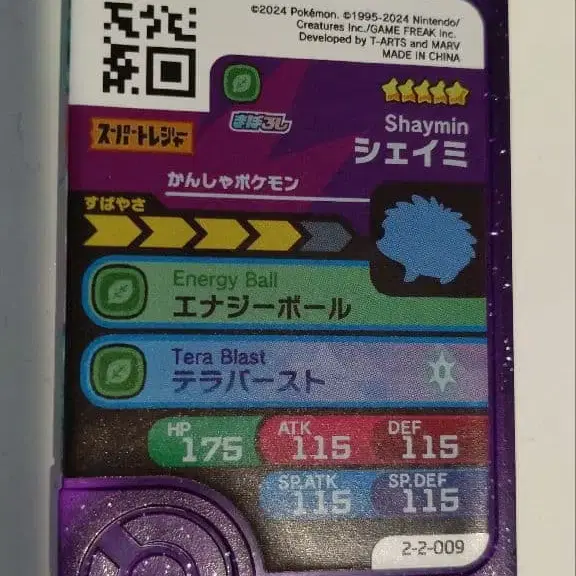 ©2024 Pokémon. ©1995-2024 Nintendo/
Creatures Inc./GAME FREAK Inc.
Developed by T-ARTS and MARV
MADE IN CHINA
スーパートレジャー
まぼろし
Shaymin
シェイミ
かんしゃポケモン
すばやさ
Energy Ball
エナジーボール
Tera Blast
テラバースト
HP
175
ATK
115
DEF
115
SP.ATK
115
SP.DEF
115
2-2-009